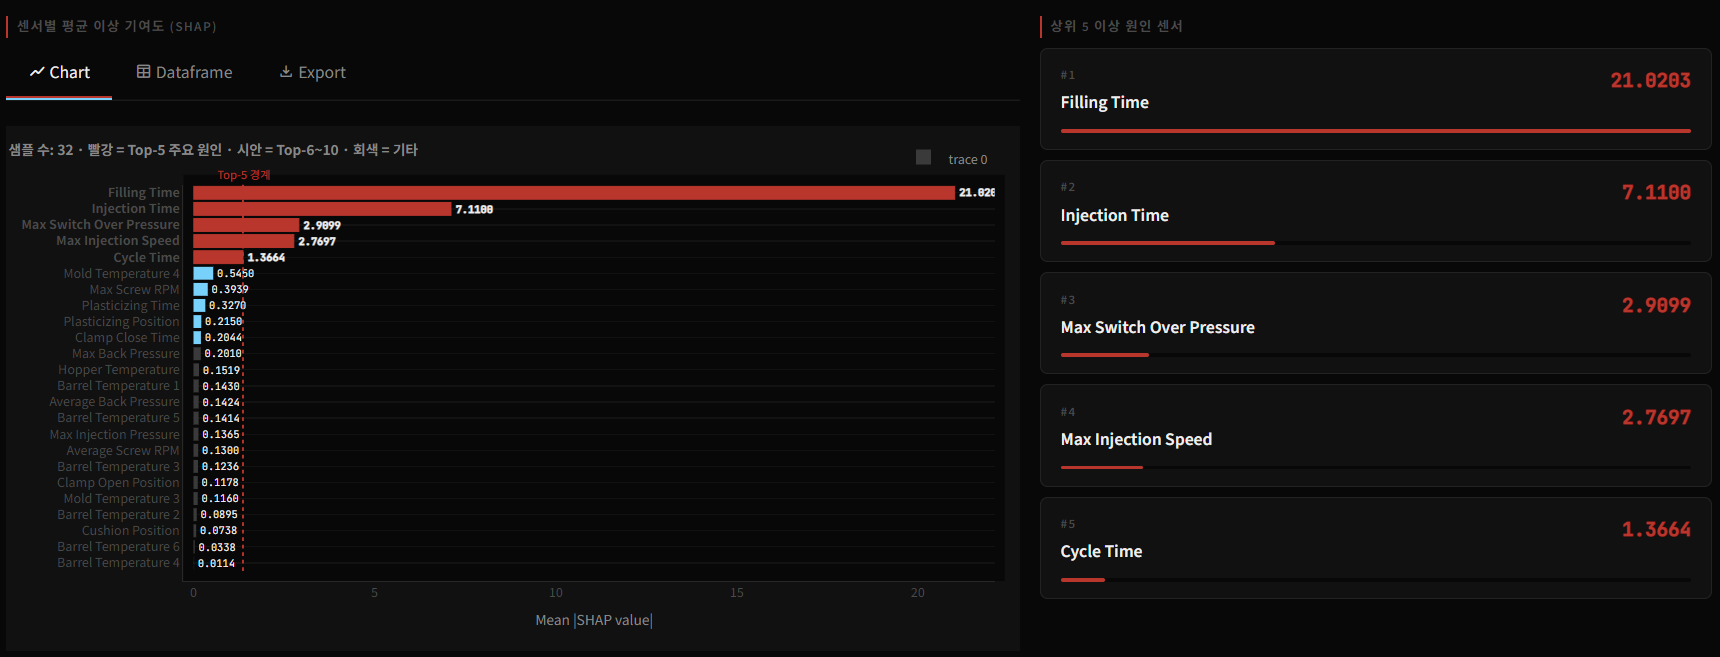 센서별 평균 이상 기여도 (SHAP)
Chart
Dataframe
Export
샘플 수: 32 · 빨강 = Top-5 주요 원인 · 시안 = Top-6~10 · 회색 = 기타
trace 0
Top-5 경계
Filling Time 21.020
Injection Time 7.1100
Max Switch Over Pressure 2.9099
Max Injection Speed 2.7697
Cycle Time 1.3664
Mold Temperature 4 0.5450
Max Screw RPM 0.3939
Plasticizing Time 0.3270
Plasticizing Position 0.2150
Clamp Close Time 0.2044
Max Back Pressure 0.2010
Hopper Temperature 0.1519
Barrel Temperature 1 0.1430
Average Back Pressure 0.1424
Barrel Temperature 5 0.1414
Max Injection Pressure 0.1365
Average Screw RPM 0.1300
Barrel Temperature 3 0.1236
Clamp Open Position 0.1178
Mold Temperature 3 0.1160
Barrel Temperature 2 0.0895
Cushion Position 0.0738
Barrel Temperature 6 0.0338
Barrel Temperature 4 0.0114
0 5 10 15 20
Mean |SHAP value|
상위 5 이상 원인 센서
#1
Filling Time
21.0203
#2
Injection Time
7.1100
#3
Max Switch Over Pressure
2.9099
#4
Max Injection Speed
2.7697
#5
Cycle Time
1.3664